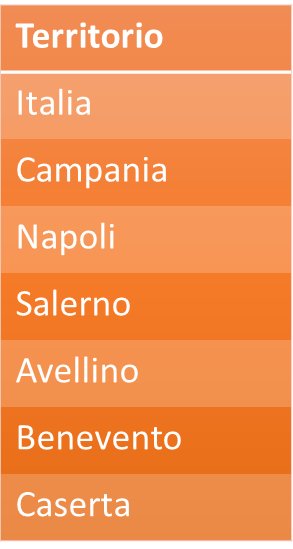 Territorio
Italia
Campania
Napoli
Salerno
Avellino
Benevento
Caserta